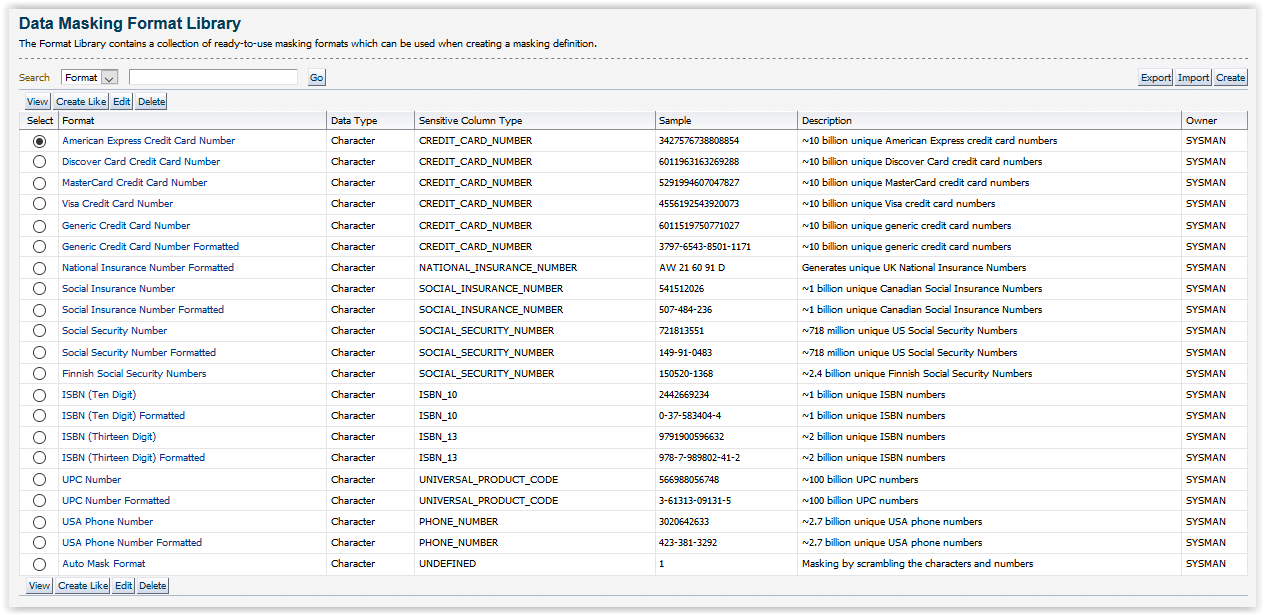 Data Masking Format Library
The Format Library contains a collection of ready-to-use masking formats which can be used when creating a masking definition.
Search Format Go Export Import Create
View Create Like Edit Delete
Select Format Data Type Sensitive Column Type Sample Description Owner
American Express Credit Card Number Character CREDIT_CARD_NUMBER 3427576738808854 ~10 billion unique American Express credit card numbers SYSMAN
Discover Card Credit Card Number Character CREDIT_CARD_NUMBER 6011963163269288 ~10 billion unique Discover Card credit card numbers SYSMAN
MasterCard Credit Card Number Character CREDIT_CARD_NUMBER 5291994607047827 ~10 billion unique MasterCard credit card numbers SYSMAN
Visa Credit Card Number Character CREDIT_CARD_NUMBER 4556192543920073 ~10 billion unique Visa credit card numbers SYSMAN
Generic Credit Card Number Character CREDIT_CARD_NUMBER 6011519750771027 ~10 billion unique generic credit card numbers SYSMAN
Generic Credit Card Number Formatted Character CREDIT_CARD_NUMBER 3797-6543-8501-1171 ~10 billion unique generic credit card numbers SYSMAN
National Insurance Number Formatted Character NATIONAL_INSURANCE_NUMBER AW 21 60 91 D Generates unique UK National Insurance Numbers SYSMAN
Social Insurance Number Character SOCIAL_INSURANCE_NUMBER 541512026 ~1 billion unique Canadian Social Insurance Numbers SYSMAN
Social Insurance Number Formatted Character SOCIAL_INSURANCE_NUMBER 507-484-236 ~1 billion unique Canadian Social Insurance Numbers SYSMAN
Social Security Number Character SOCIAL_SECURITY_NUMBER 721813551 ~718 million unique US Social Security Numbers SYSMAN
Social Security Number Formatted Character SOCIAL_SECURITY_NUMBER 149-91-0483 ~718 million unique US Social Security Numbers SYSMAN
Finnish Social Security Numbers Character SOCIAL_SECURITY_NUMBER 150520-1368 ~2.4 billion unique Finnish Social Security Numbers SYSMAN
ISBN (Ten Digit) Character ISBN_10 2442669234 ~1 billion unique ISBN numbers SYSMAN
ISBN (Ten Digit) Formatted Character ISBN_10 0-37-583404-4 ~1 billion unique ISBN numbers SYSMAN
ISBN (Thirteen Digit) Character ISBN_13 9791900596632 ~2 billion unique ISBN numbers SYSMAN
ISBN (Thirteen Digit) Formatted Character ISBN_13 978-7-989802-41-2 ~2 billion unique ISBN numbers SYSMAN
UPC Number Character UNIVERSAL_PRODUCT_CODE 566988056748 ~100 billion UPC numbers SYSMAN
UPC Number Formatted Character UNIVERSAL_PRODUCT_CODE 3-61313-09131-5 ~100 billion UPC numbers SYSMAN
USA Phone Number Character PHONE_NUMBER 3020642633 ~2.7 billion unique USA phone numbers SYSMAN
USA Phone Number Formatted Character PHONE_NUMBER 423-381-3292 ~2.7 billion unique USA phone numbers SYSMAN
Auto Mask Format Character UNDEFINED 1 Masking by scrambling the characters and numbers SYSMAN
View Create Like Edit Delete